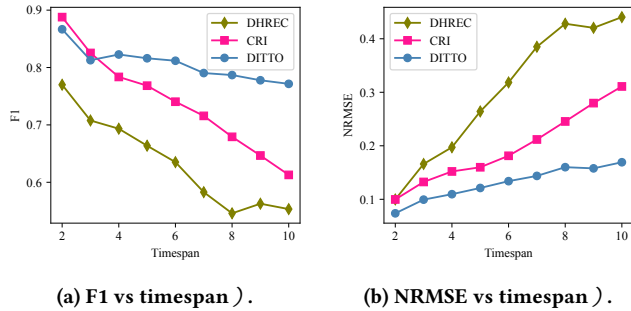 0.9
0.8
0.7
0.6
F1
2
4
6
8
10
Timespan
DHREC
CRI
DITTO
(a) F1 vs timespan）.
0.4
0.3
0.2
0.1
NRMSE
2
4
6
8
10
Timespan
DHREC
CRI
DITTO
(b) NRMSE vs timespan）.